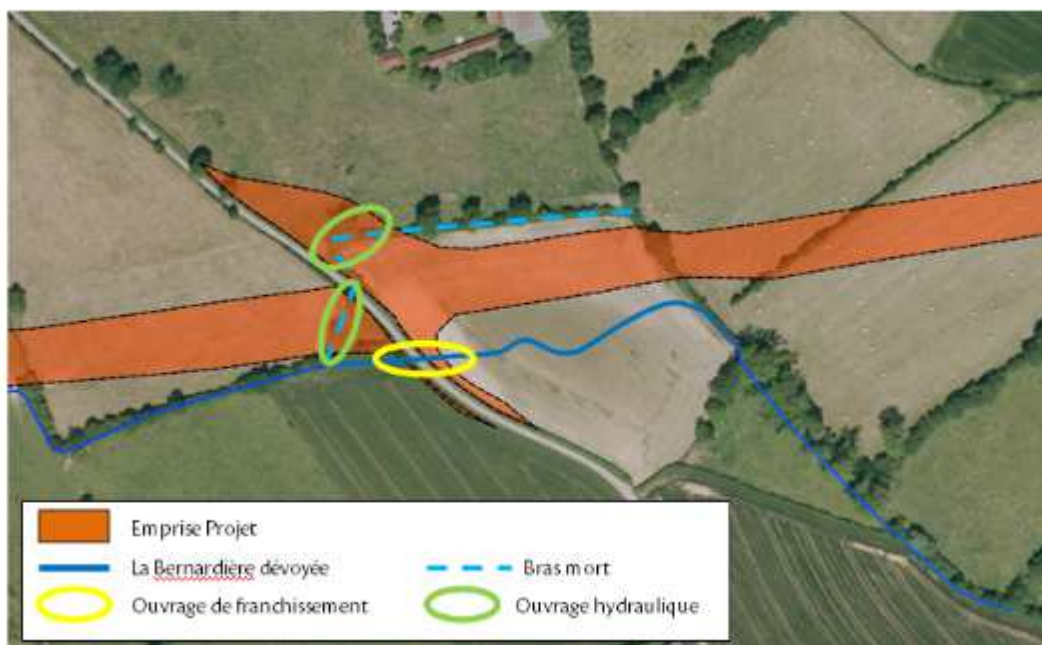 Emprise Projet
La Bernardière dévoyée
Bras mort
Ouvrage de franchissement
Ouvrage hydraulique